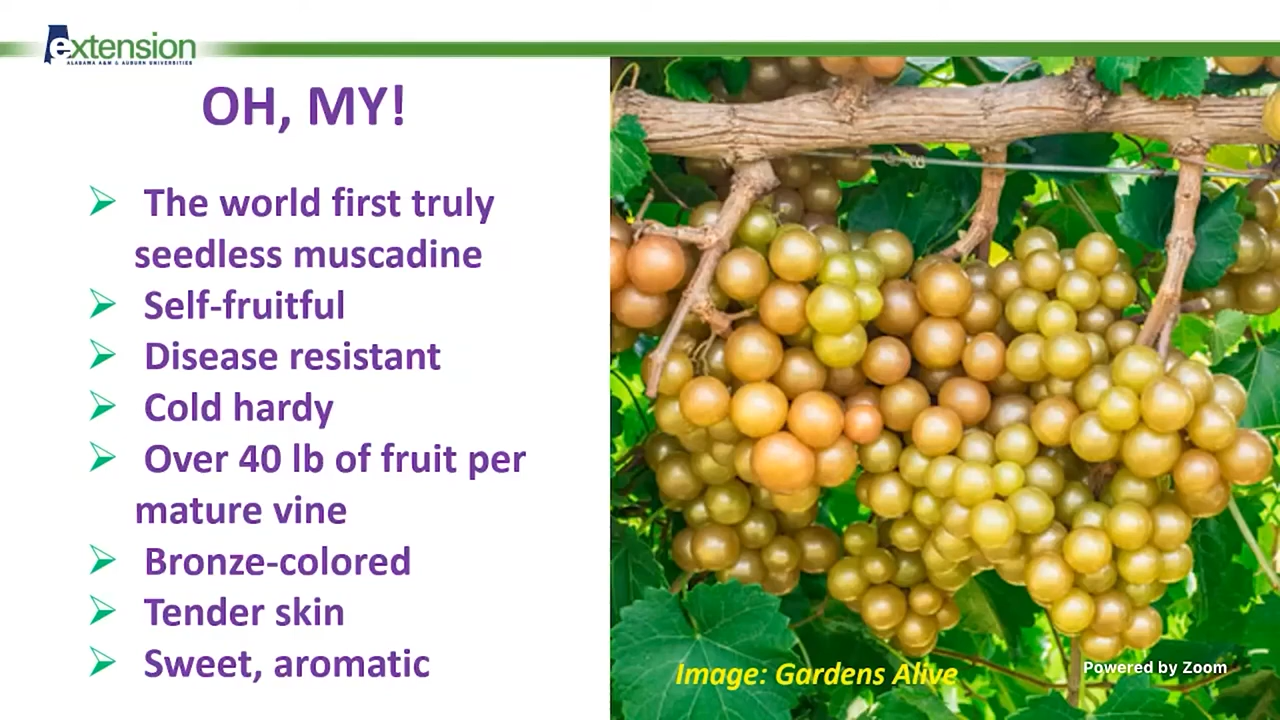 extension
ALABAMA A&M & AUBURN UNIVERSITIES
OH, MY!
The world first truly
seedless muscadine
Self-fruitful
Disease resistant
Cold hardy
Over 40 lb of fruit per
mature vine
Bronze-colored
Tender skin
Sweet, aromatic
Image: Gardens Alive
Powered by Zoom